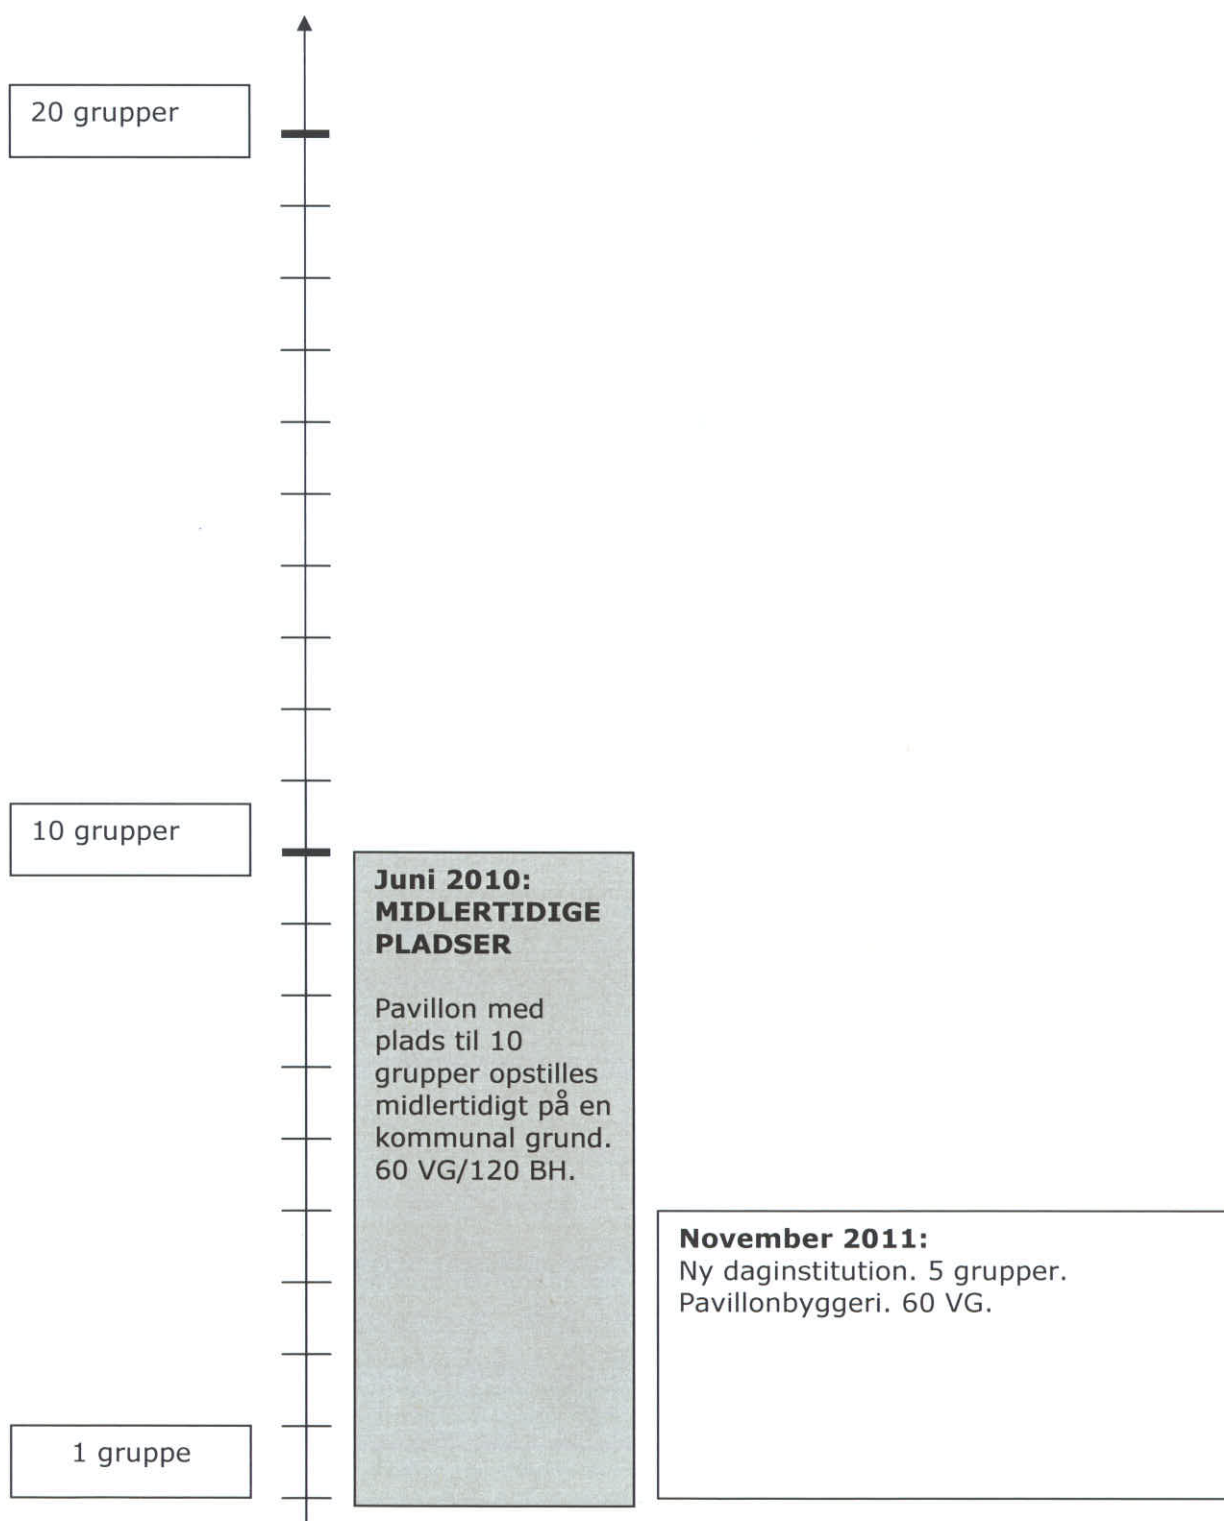 20 grupper
10 grupper
Juni 2010:
MIDLERTIDIGE
PLADSER
Pavillon med
plads til 10
grupper opstilles
midlertidigt på en
kommunal grund.
60 VG/120 BH.
November 2011:
Ny daginstitution. 5 grupper.
Pavillonbyggeri. 60 VG.
1 gruppe